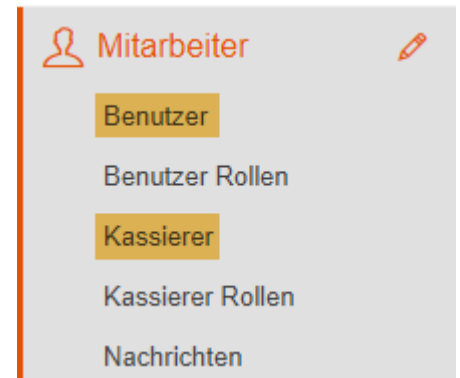 Mitarbeiter
Benutzer
Benutzer Rollen
Kassierer
Kassierer Rollen
Nachrichten